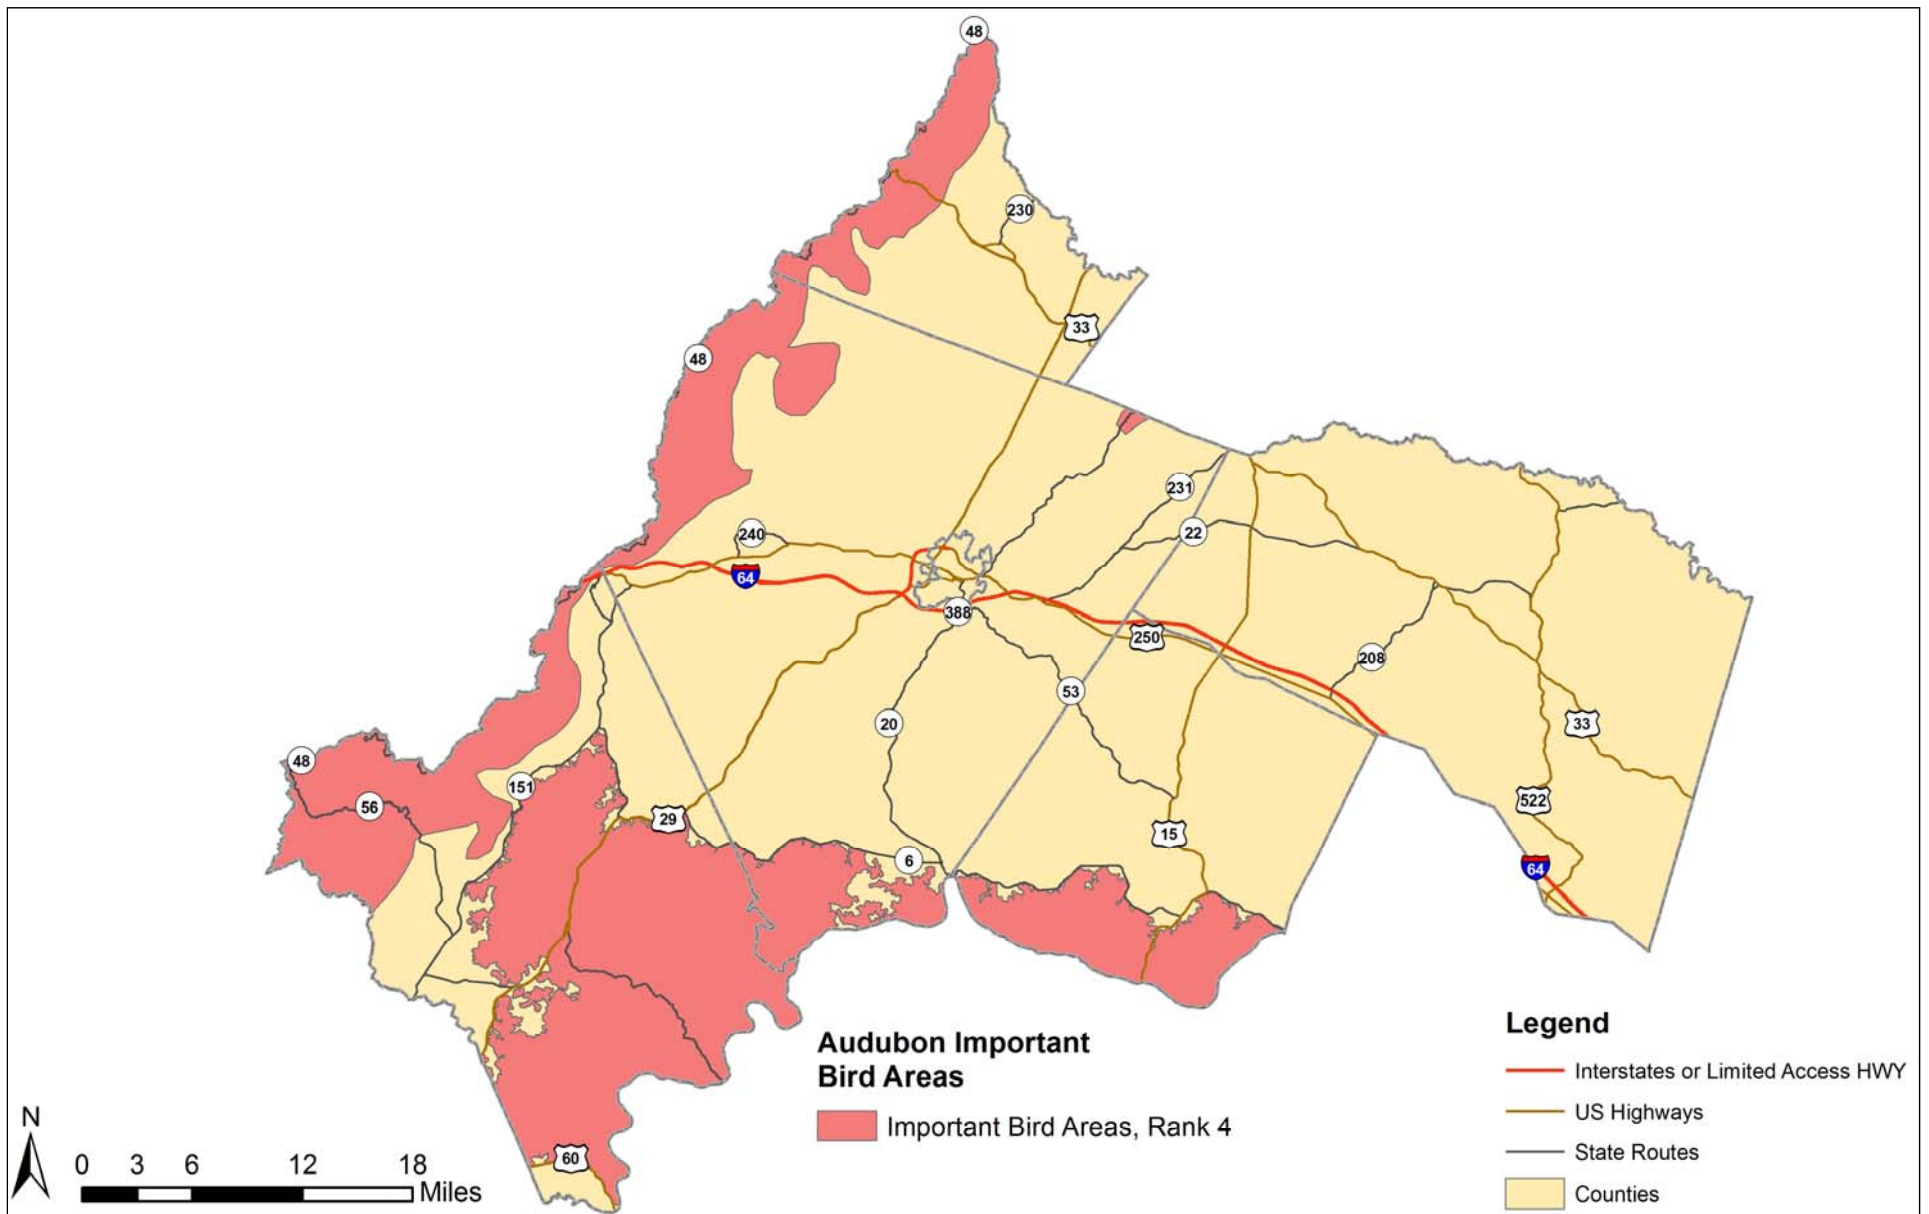 48
230
33
48
231
22
240
64
388
250
208
53
20
33
48
151
56
29
522
15
6
64
Audubon Important
Bird Areas
Important Bird Areas, Rank 4
60
N
0 3 6 12 18
Miles
Legend
Interstates or Limited Access HWY
US Highways
State Routes
Counties